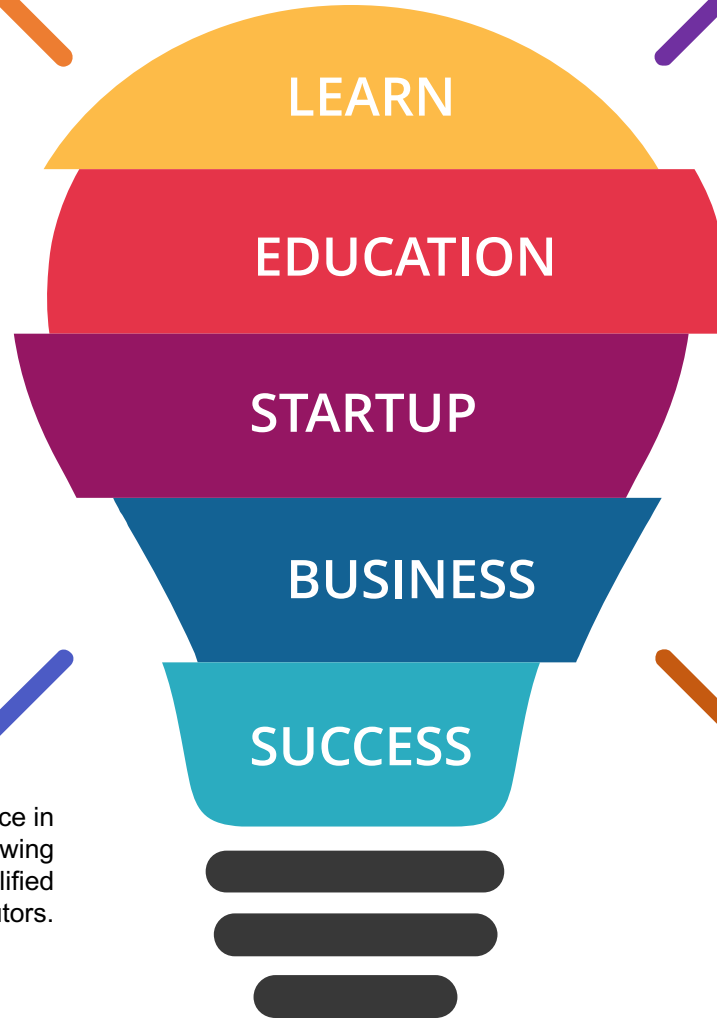 LEARN
EDUCATION
STARTUP
BUSINESS
SUCCESS
ce in
wing
lified
tors.